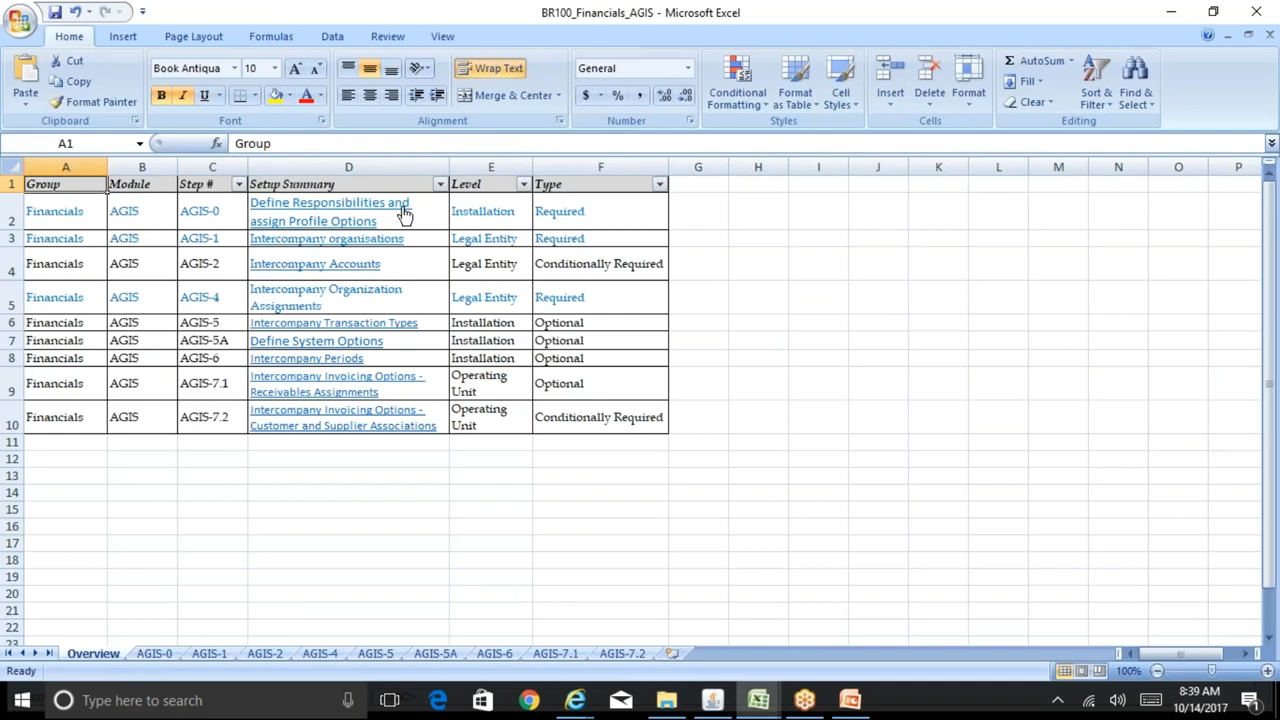 BR100_Financials_AGIS - Microsoft Excel
Home Insert Page Layout Formulas Data Review View
Paste
Cut
Copy
Format Painter
Clipboard
Book Antiqua 10
B I U
Font
Wrap Text
Merge & Center
Alignment
General
$ % ,
Number
Conditional Formatting
Format as Table
Cell Styles
Styles
Insert Delete Format
Cells
AutoSum
Fill
Clear
Sort & Filter
Find & Select
Editing
A1 fx Group
A B C D E F G H I J K L M N O P
1 Group Module Step # Setup Summary Level Type
2 Financials AGIS AGIS-0 Define Responsibilities and assign Profile Options Installation Required
3 Financials AGIS AGIS-1 Intercompany organisations Legal Entity Required
4 Financials AGIS AGIS-2 Intercompany Accounts Legal Entity Conditionally Required
5 Financials AGIS AGIS-4 Intercompany Organization Assignments Legal Entity Required
6 Financials AGIS AGIS-5 Intercompany Transaction Types Installation Optional
7 Financials AGIS AGIS-5A Define System Options Installation Optional
8 Financials AGIS AGIS-6 Intercompany Periods Installation Optional
9 Financials AGIS AGIS-7.1 Intercompany Invoicing Options - Receivables Assignments Operating Unit Optional
10 Financials AGIS AGIS-7.2 Intercompany Invoicing Options - Customer and Supplier Associations Operating Unit Conditionally Required
11
12
13
14
15
16
17
18
19
20
21
22
23
Overview AGIS-0 AGIS-1 AGIS-2 AGIS-4 AGIS-5 AGIS-5A AGIS-6 AGIS-7.1 AGIS-7.2
Ready 100%
Type here to search
8:39 AM
10/14/2017